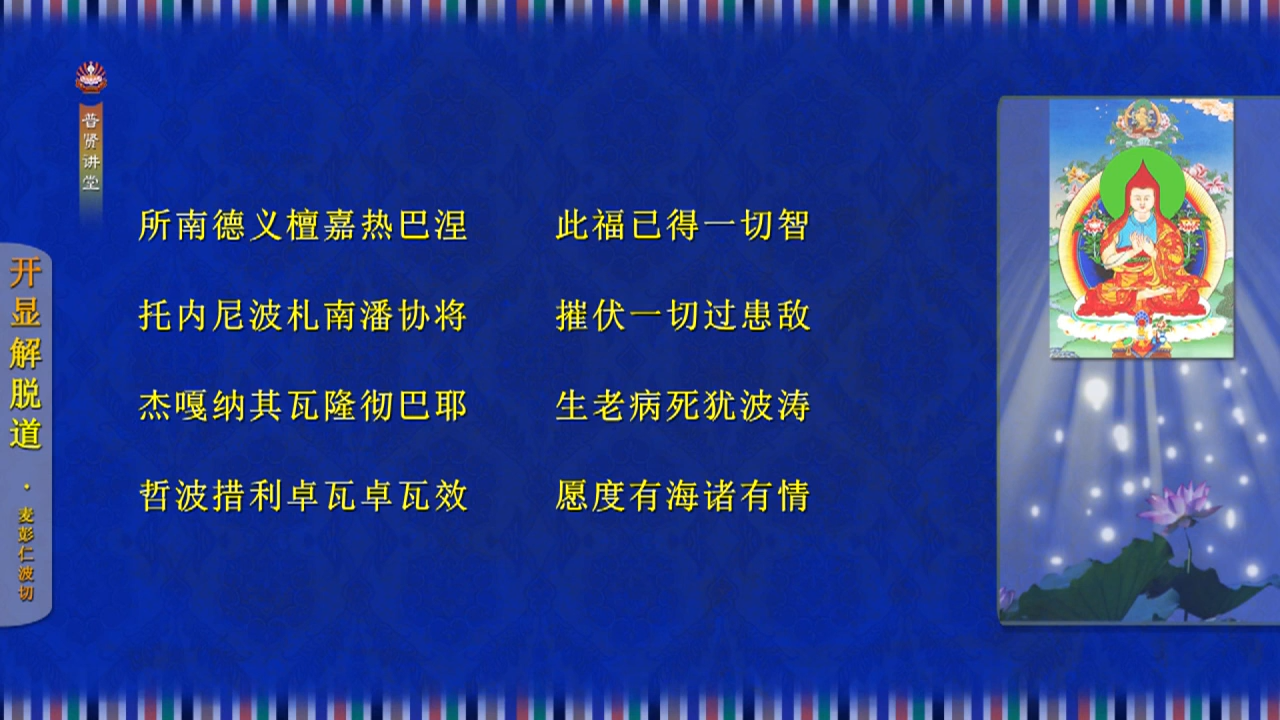 普贤讲堂
开显解脱道·麦彭仁波切
所南德义檀嘉热巴涅 此福已得一切智
托内尼波札南潘协将 摧伏一切过患敌
杰嘎纳其瓦隆彻巴耶 生老病死犹波涛
哲波措利卓瓦卓瓦效 愿度有海诸有情